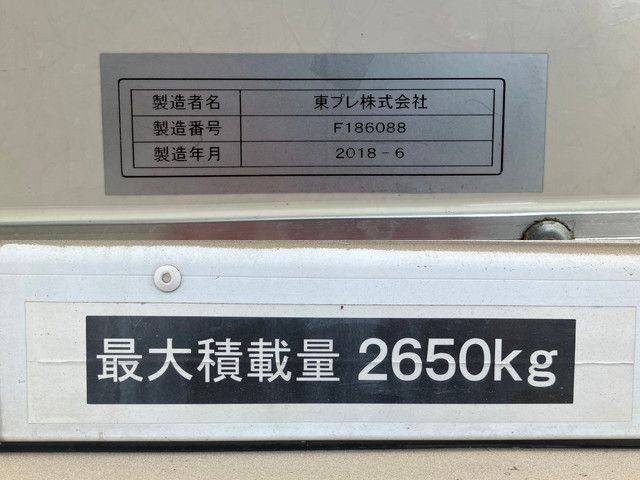 製造者名 東プレ株式会社
製造番号 F186088
製造年月 2018-6
最大積載量 2650kg